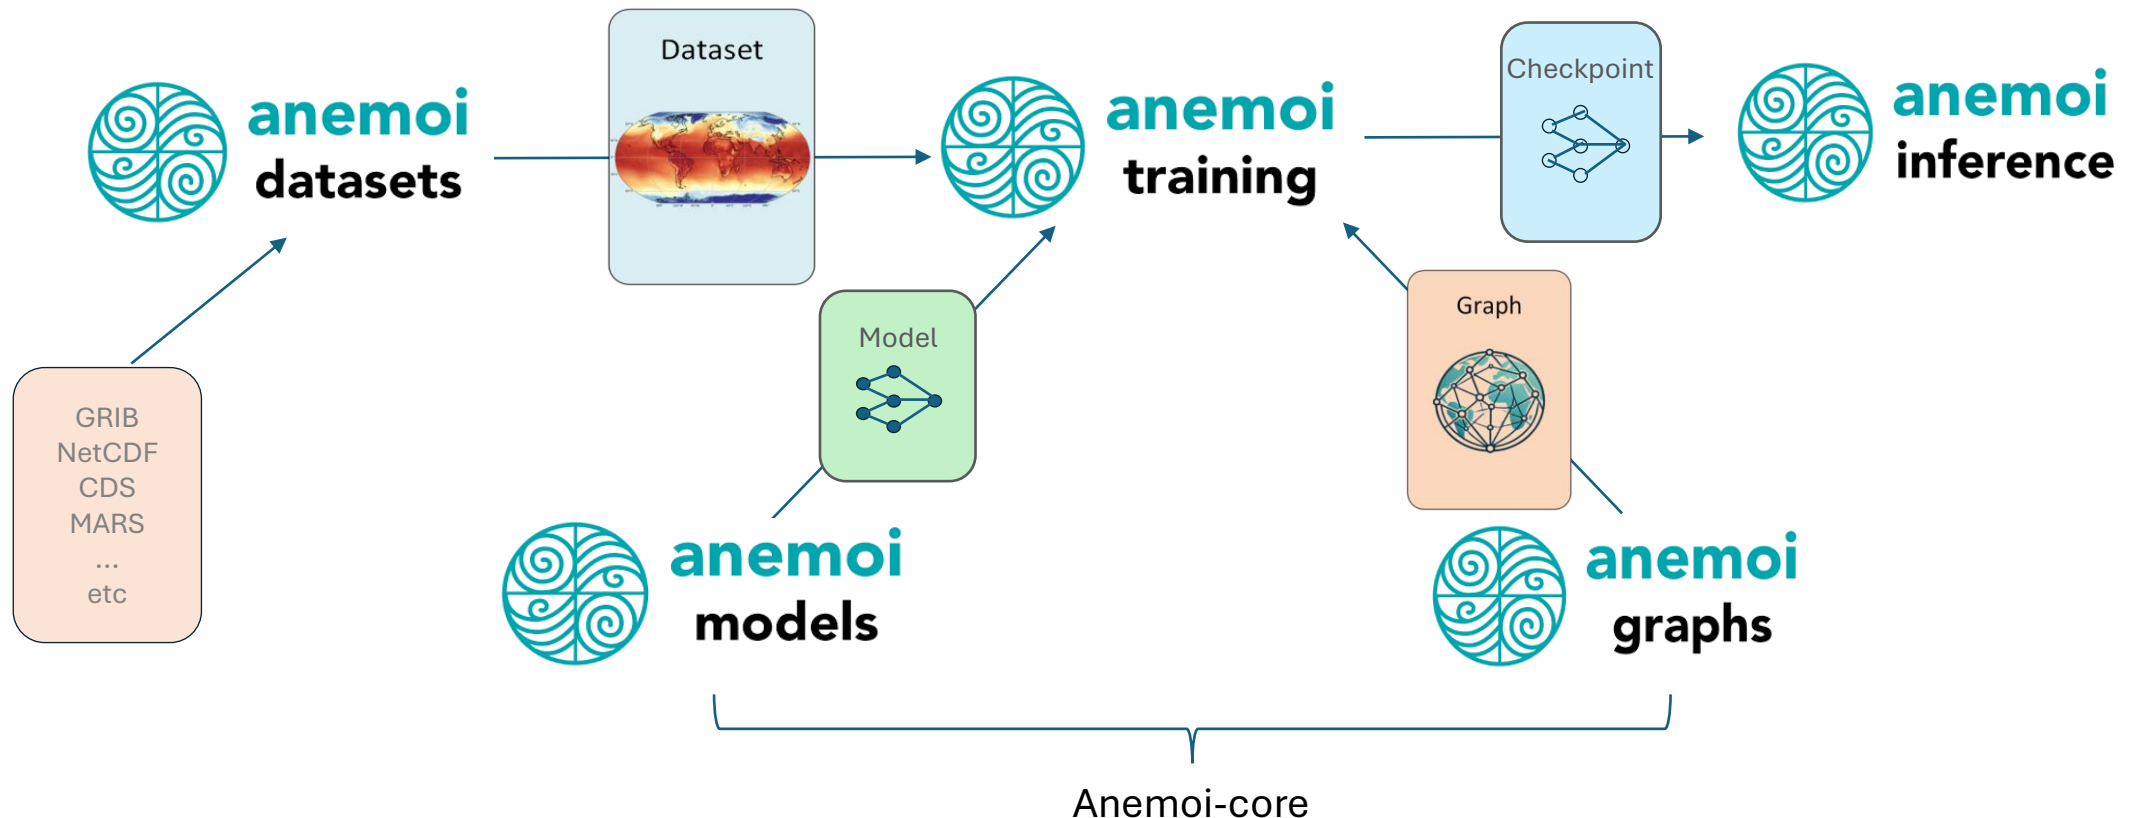 anemoi
datasets
Dataset
anemoi
training
Checkpoint
anemoi
inference
GRIB
NetCDF
CDS
MARS
...
etc
Model
Graph
anemoi
models
anemoi
graphs
Anemoi-core